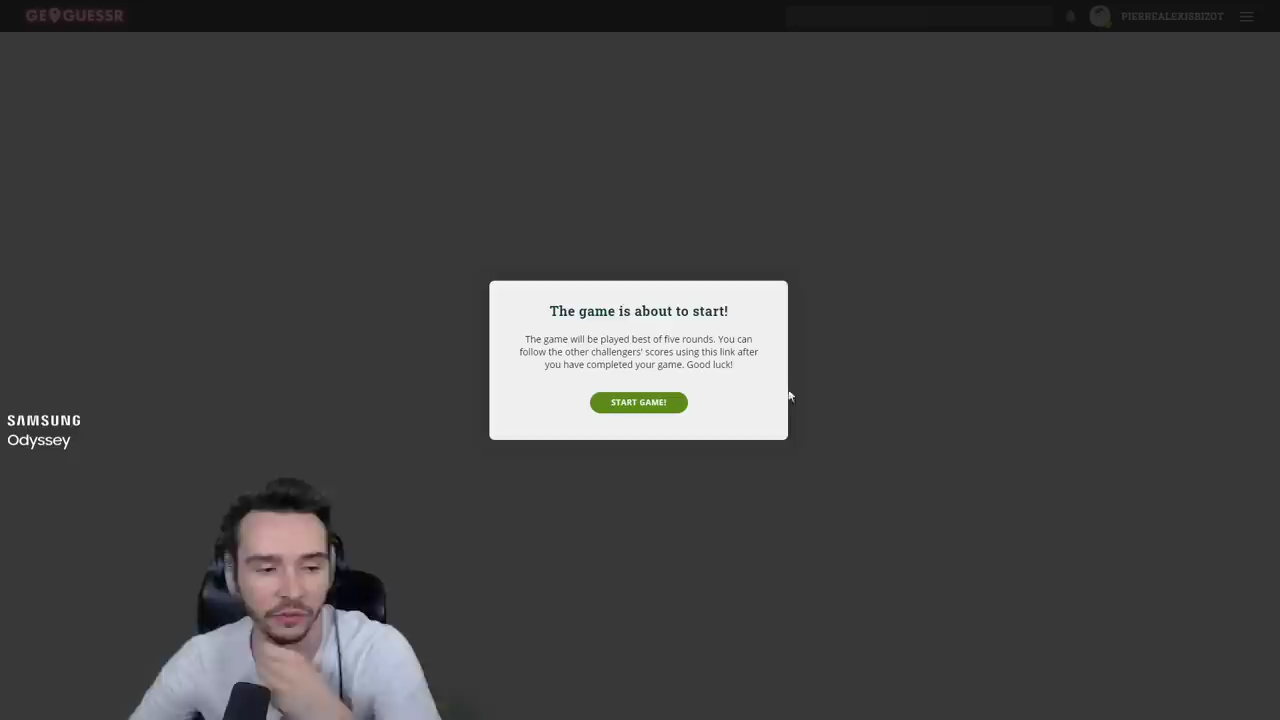 GEOGUESSR
PIERREALEXISBIZOT
The game is about to start!
The game will be played best of five rounds. You can
follow the other challengers' scores using this link after
you have completed your game. Good luck!
START GAME!
SAMSUNG
Odyssey